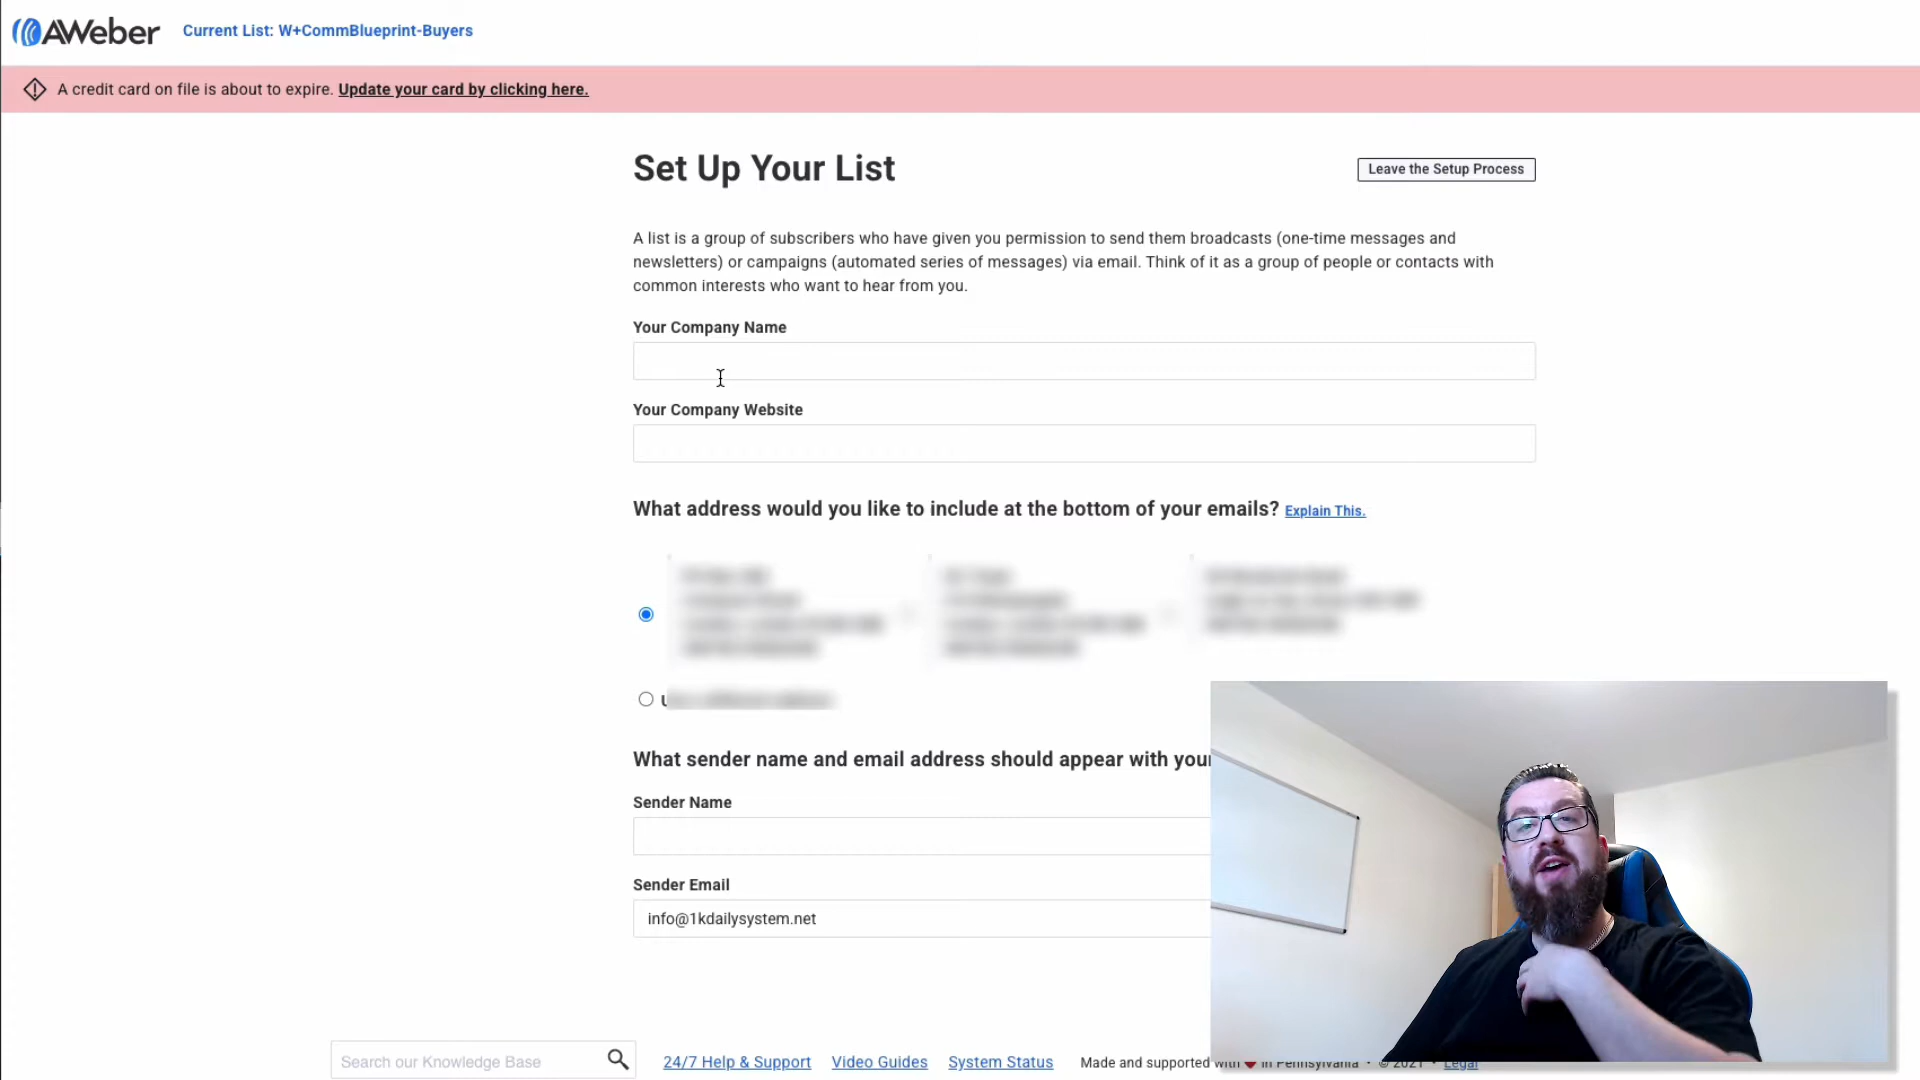 AWeber Current List: W+CommBlueprint-Buyers
A credit card on file is about to expire. Update your card by clicking here.
Set Up Your List
Leave the Setup Process
A list is a group of subscribers who have given you permission to send them broadcasts (one-time messages and
newsletters) or campaigns (automated series of messages) via email. Think of it as a group of people or contacts with
common interests who want to hear from you.
Your Company Name
Your Company Website
What address would you like to include at the bottom of your emails? Explain This.
What sender name and email address should appear with your
Sender Name
Sender Email
info@1kdailysystem.net
Search our Knowledge Base
24/7 Help & Support Video Guides System Status Made and supported with ♥ in Pennsylvania • © 2021 • Legal